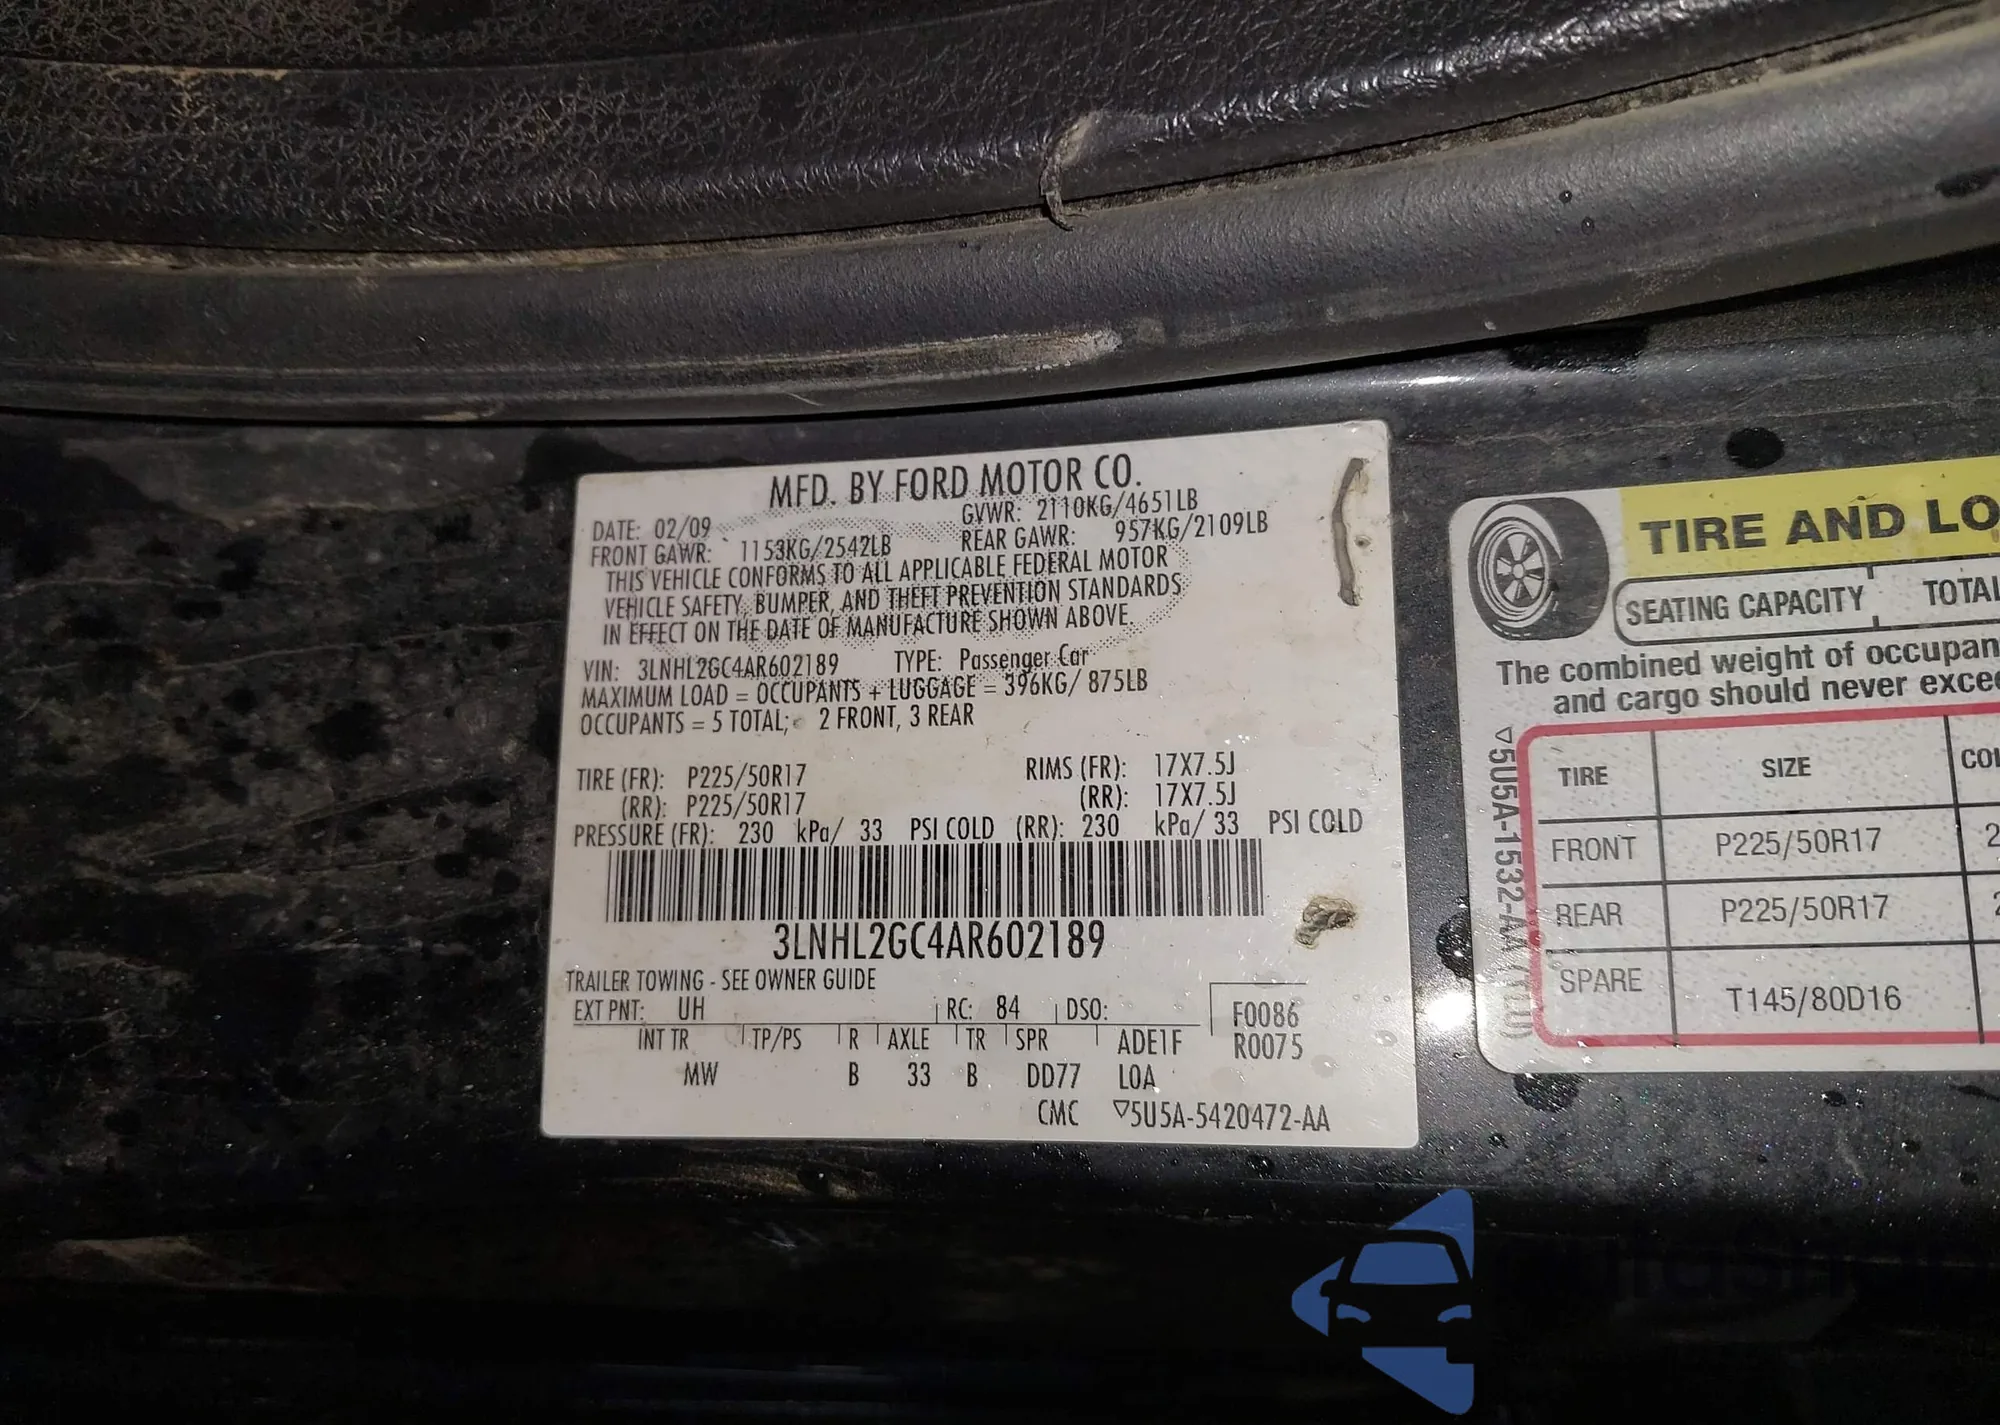 MFD. BY FORD MOTOR CO.
DATE: 02/09 GVWR: 2110KG/4651LB
FRONT GAWR: 1153KG/2542LB REAR GAWR: 957KG/2109LB
THIS VEHICLE CONFORMS TO ALL APPLICABLE FEDERAL MOTOR
VEHICLE SAFETY, BUMPER, AND THEFT PREVENTION STANDARDS
IN EFFECT ON THE DATE OF MANUFACTURE SHOWN ABOVE.
VIN: 3LNHL2GC4AR602189 TYPE: Passenger Car
MAXIMUM LOAD = OCCUPANTS + LUGGAGE = 396KG/ 875LB
OCCUPANTS = 5 TOTAL; 2 FRONT, 3 REAR
TIRE (FR): P225/50R17 RIMS (FR): 17X7.5J
(RR): P225/50R17 (RR): 17X7.5J
PRESSURE (FR): 230 kPa/ 33 PSI COLD (RR): 230 kPa/ 33 PSI COLD
3LNHL2GC4AR602189
TRAILER TOWING - SEE OWNER GUIDE
EXT PNT: UH RC: 84 DSO: F0086
INT TR TP/PS R AXLE TR SPR ADE1F R0075
MW B 33 B DD77 LOA
CMC ▽5U5A-5420472-AA
TIRE AND LO
SEATING CAPACITY TOTAL
The combined weight of occupan
and cargo should never excee
▽5U5A-1532-AA
TIRE SIZE
FRONT P225/50R17
REAR P225/50R17
SPARE T145/80D16